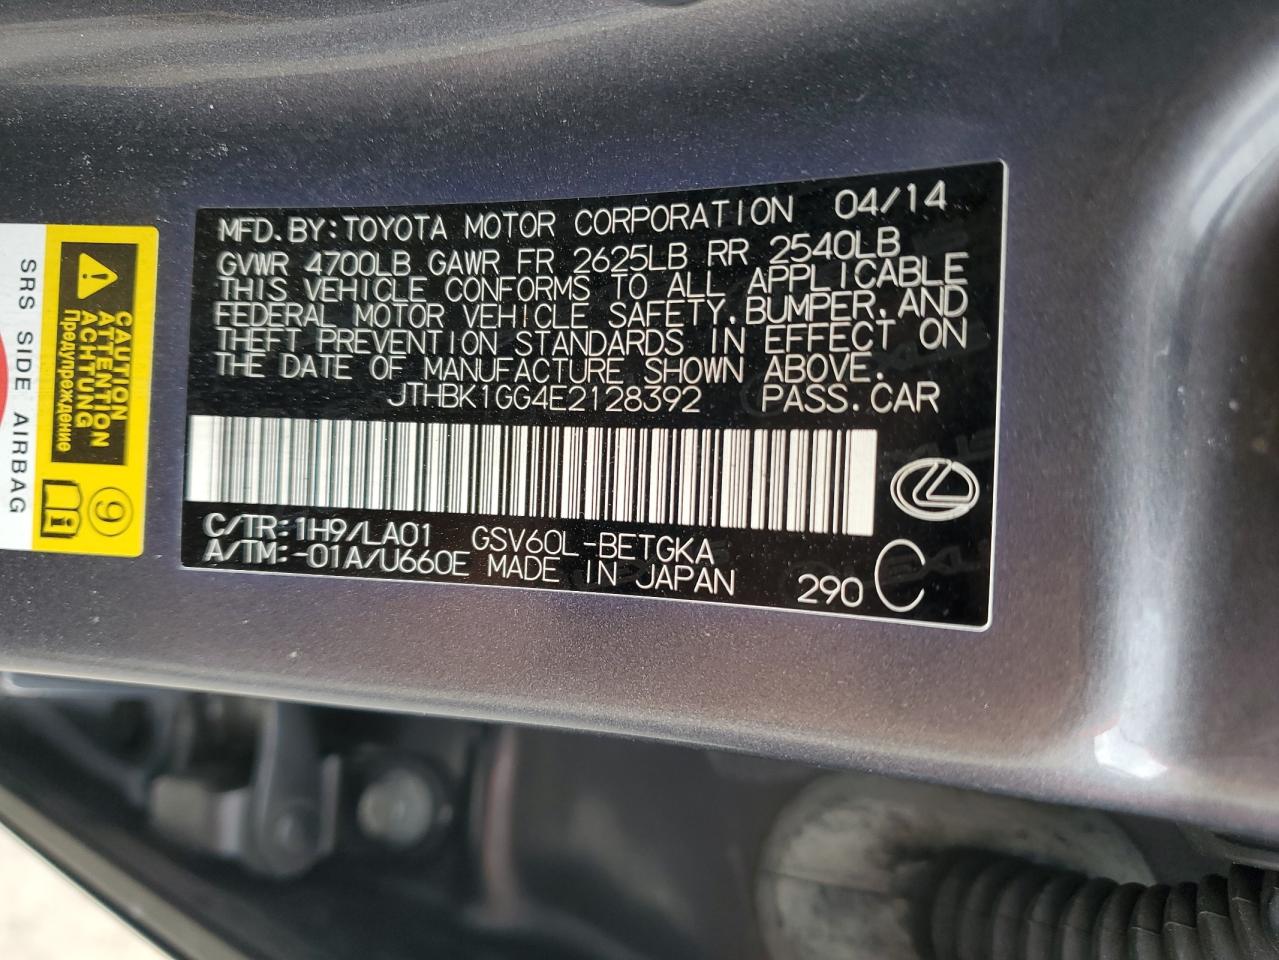 MFD. BY: TOYOTA MOTOR CORPORATION 04/14
GVWR 4700LB GAWR FR 2625LB RR 2540LB
THIS VEHICLE CONFORMS TO ALL APPLICABLE
FEDERAL MOTOR VEHICLE SAFETY, BUMPER, AND
THEFT PREVENTION STANDARDS IN EFFECT ON
THE DATE OF MANUFACTURE SHOWN ABOVE.
JTHBK1GG4E2128392 PASS. CAR
C/TR: 1H9/LA01 GSV60L-BETGKA
A/TM: -01A/U660E MADE IN JAPAN 290 C
CAUTION
ATTENTION
ACHTUNG
Предупреждение
9
SRS SIDE AIRBAG